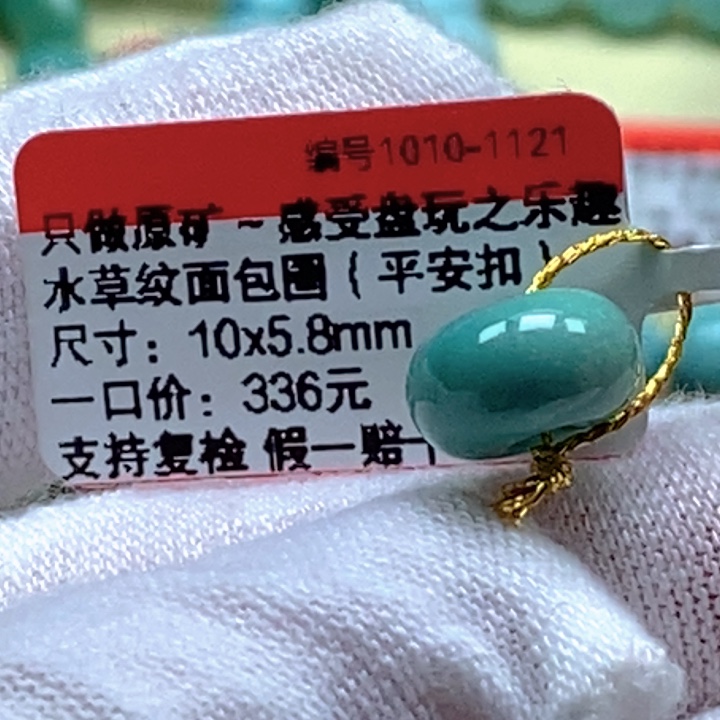 编号1010-1121
只做原矿 ~ 感受盘玩之乐趣
水草纹面包圈（平安扣）
尺寸：10x5.8mm
一口价：336元
支持复检 假一赔